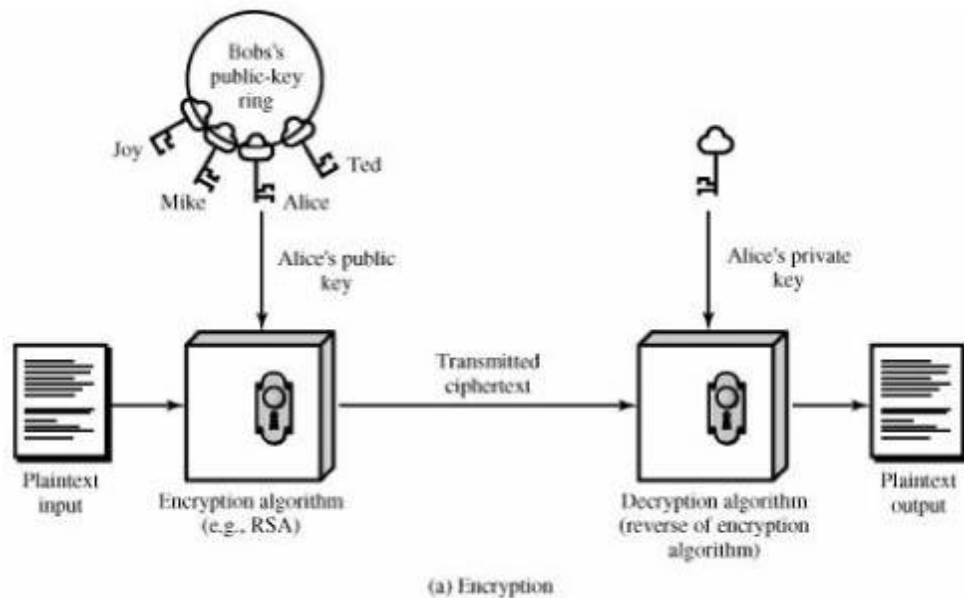 Bobs's
public-key
ring
Joy
Ted
Mike
Alice
Alice's public
key
Alice's private
key
Transmitted
ciphertext
Plaintext
input
Encryption algorithm
(e.g., RSA)
Decryption algorithm
(reverse of encryption
algorithm)
Plaintext
output
(a) Encryption